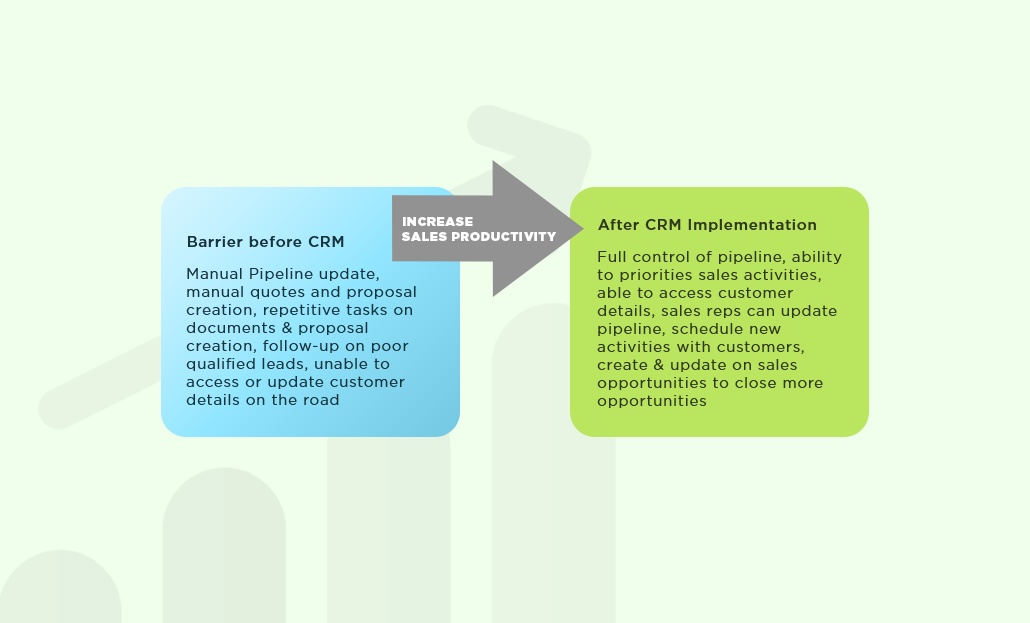 Barrier before CRM
Manual Pipeline update,
manual quotes and proposal
creation, repetitive tasks on
documents & proposal
creation, follow-up on poor
qualified leads, unable to
access or update customer
details on the road
INCREASE
SALES PRODUCTIVITY
After CRM Implementation
Full control of pipeline, ability
to priorities sales activities,
able to access customer
details, sales reps can update
pipeline, schedule new
activities with customers,
create & update on sales
opportunities to close more
opportunities